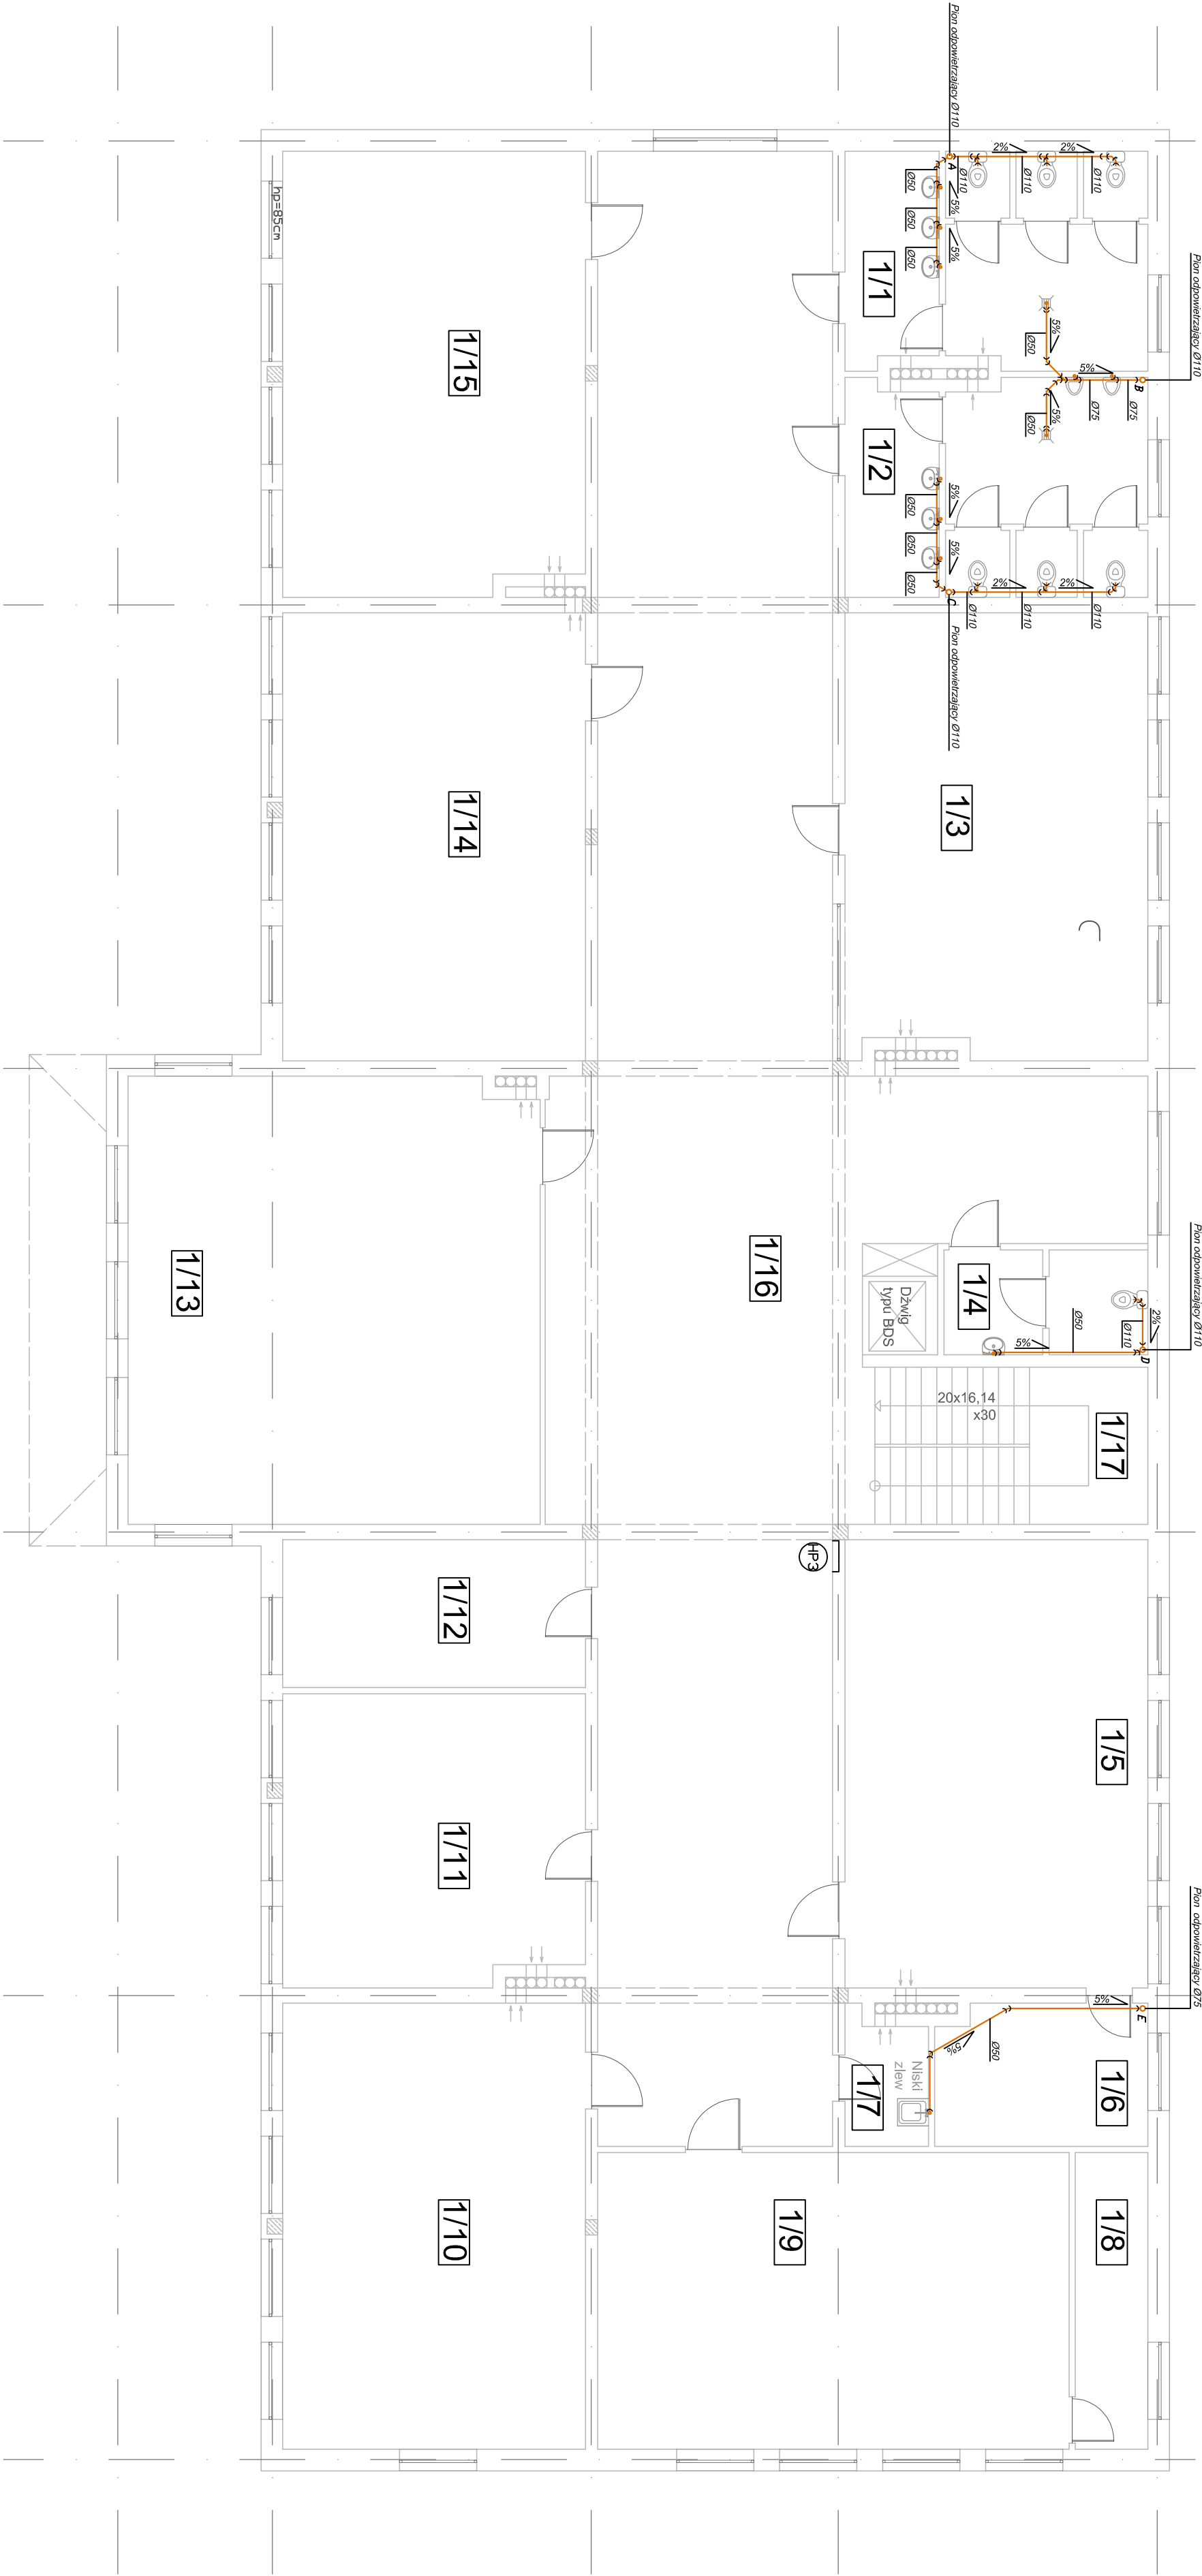 Pion odpowietrzający Ø110
Pion odpowietrzający Ø110
Pion odpowietrzający Ø110
Pion odpowietrzający Ø110
Pion  odpowietrzający Ø75
A
2%
2%
Ø110
Ø110
Ø110
Ø50
Ø50
Ø50
5%
5%
1/1
5%
Ø50
5%
B
Ø75
Ø75
5%
Ø50
1/2
Ø50
Ø50
Ø50
5%
5%
2%
2%
C
Ø110
Ø110
Ø110
hp=85cm
1/15
1/14
1/3
1/13
1/16
Dźwig
typu BDS
1/4
Ø50
5%
Ø110
2%
D
20x16,14
x30
1/17
HP3
1/12
1/5
1/11
5%
E
Ø50
5%
1/6
Niski
zlew
1/7
1/10
1/9
1/8